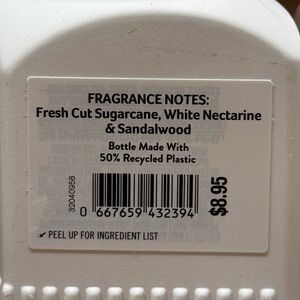 FRAGRANCE NOTES:
Fresh Cut Sugarcane, White Nectarine
& Sandalwood
Bottle Made With
50% Recycled Plastic
32040958
0 667659 432394
$8.95
↙ PEEL UP FOR INGREDIENT LIST